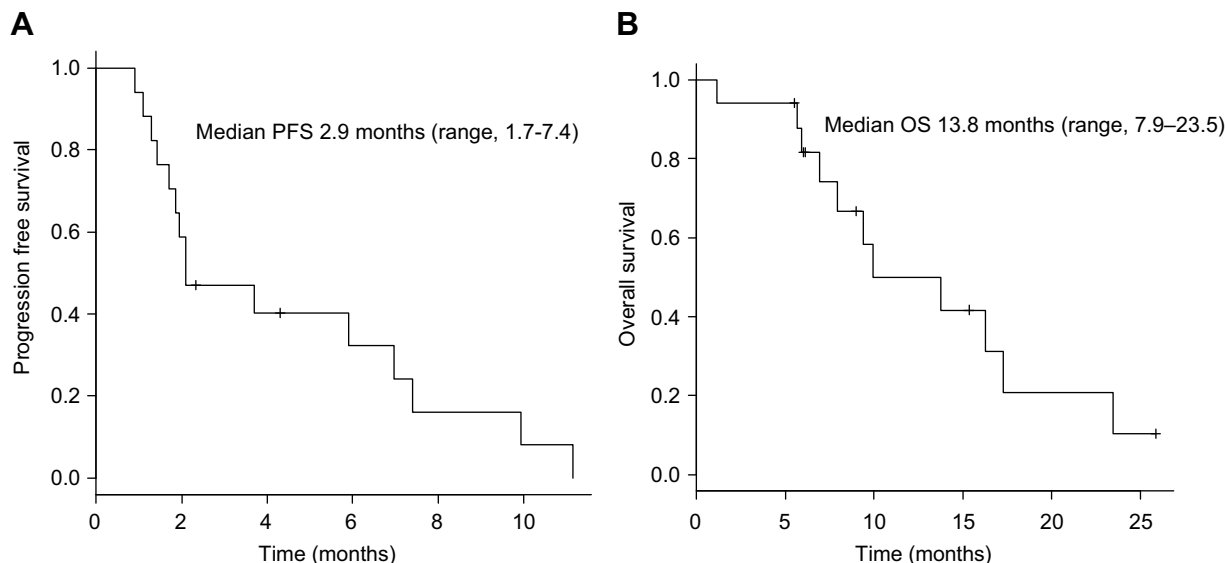 A
Progression free survival
1.0
0.8
0.6
0.4
0.2
0.0
Median PFS 2.9 months (range, 1.7-7.4)
0 2 4 6 8 10
Time (months)
B
Overall survival
1.0
0.8
0.6
0.4
0.2
0.0
Median OS 13.8 months (range, 7.9–23.5)
0 5 10 15 20 25
Time (months)